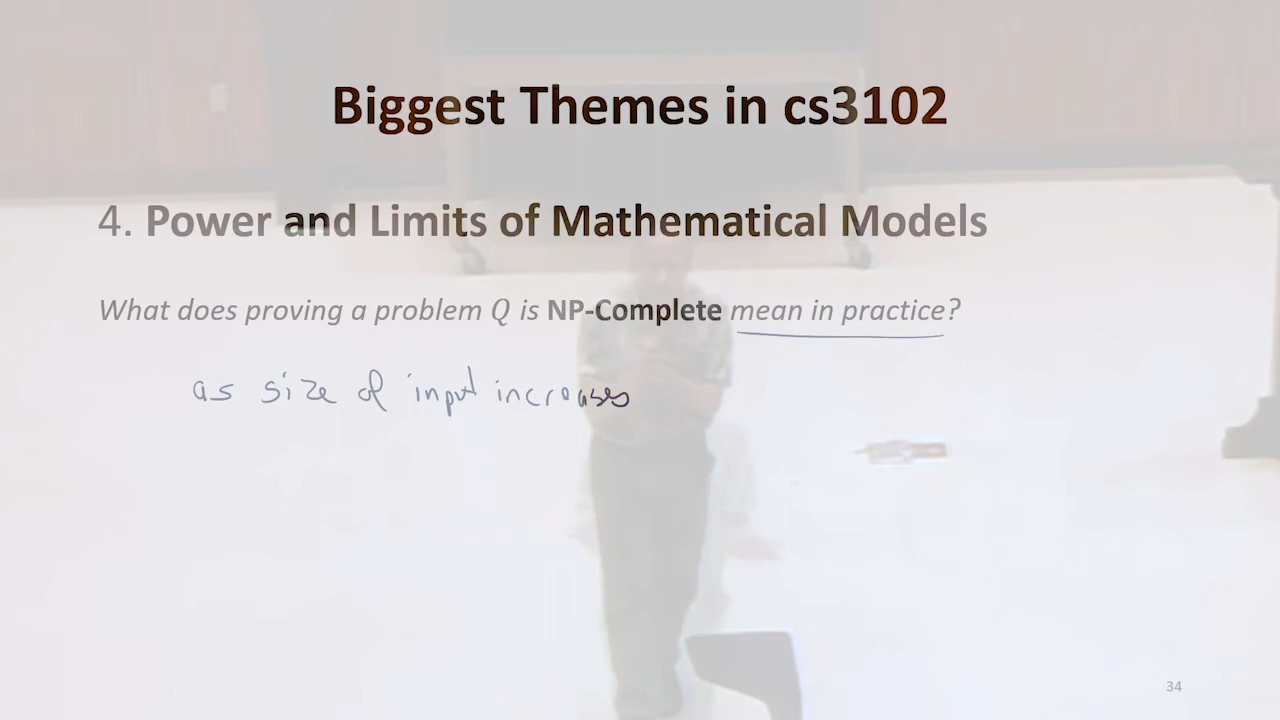 Biggest Themes in cs3102
4. Power and Limits of Mathematical Models
What does proving a problem Q is NP-Complete mean in practice?
as size of input increases
34